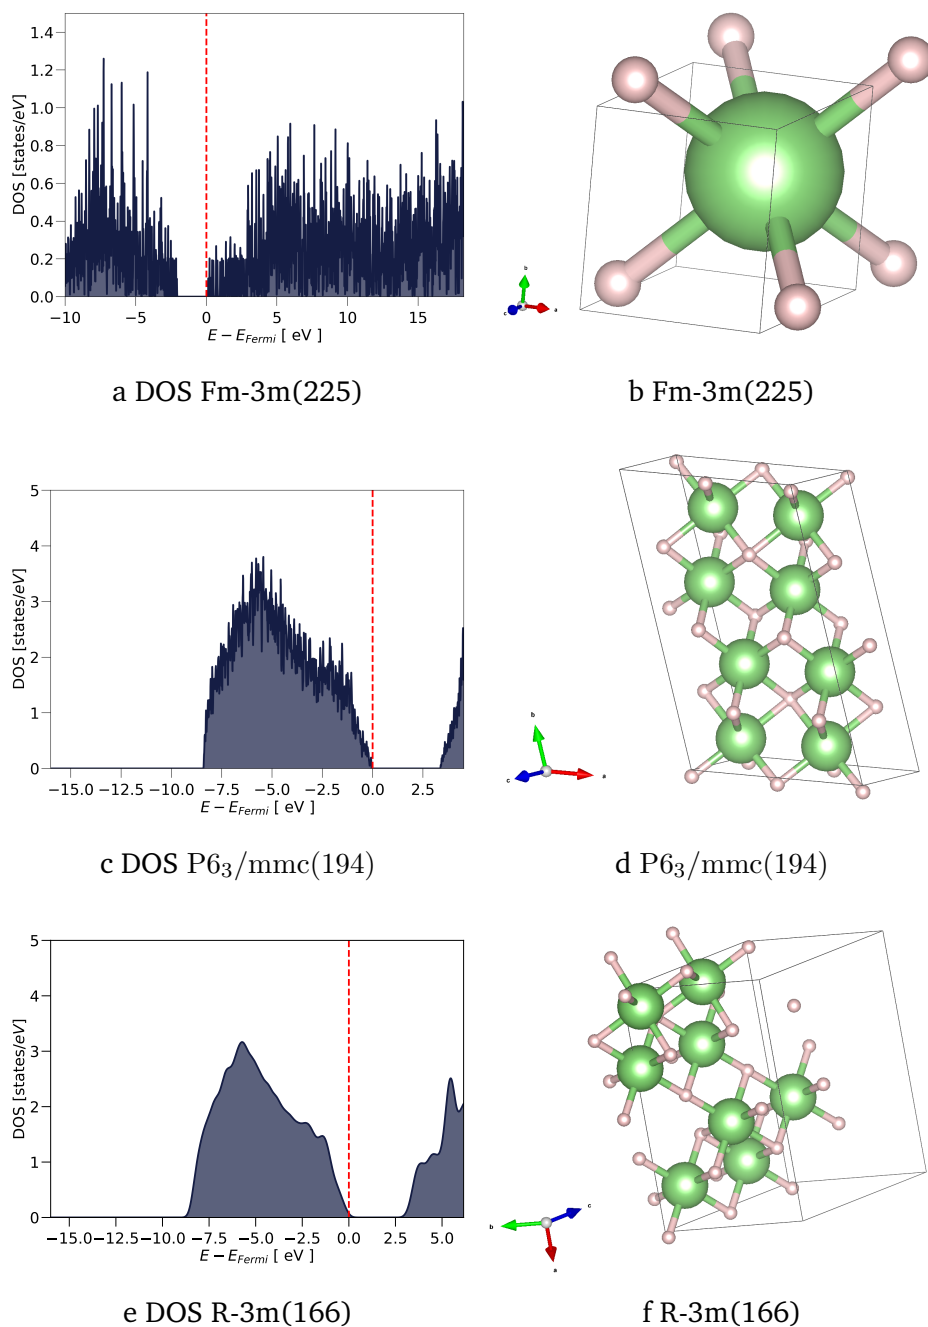 1.4
1.2
1.0
0.8
0.6
0.4
0.2
0.0
DOS [states/eV]
−10 −5 0 5 10 15
E − E_Fermi [ eV ]
b
c
a
a DOS Fm-3m(225)
b Fm-3m(225)
5
4
3
2
1
0
DOS [states/eV]
−15.0 −12.5 −10.0 −7.5 −5.0 −2.5 0.0 2.5
E − E_Fermi [ eV ]
b
c
a
c DOS P6₃/mmc(194)
d P6₃/mmc(194)
5
4
3
2
1
0
DOS [states/eV]
−15.0 −12.5 −10.0 −7.5 −5.0 −2.5 0.0 2.5 5.0
E − E_Fermi [ eV ]
b
c
a
e DOS R-3m(166)
f R-3m(166)